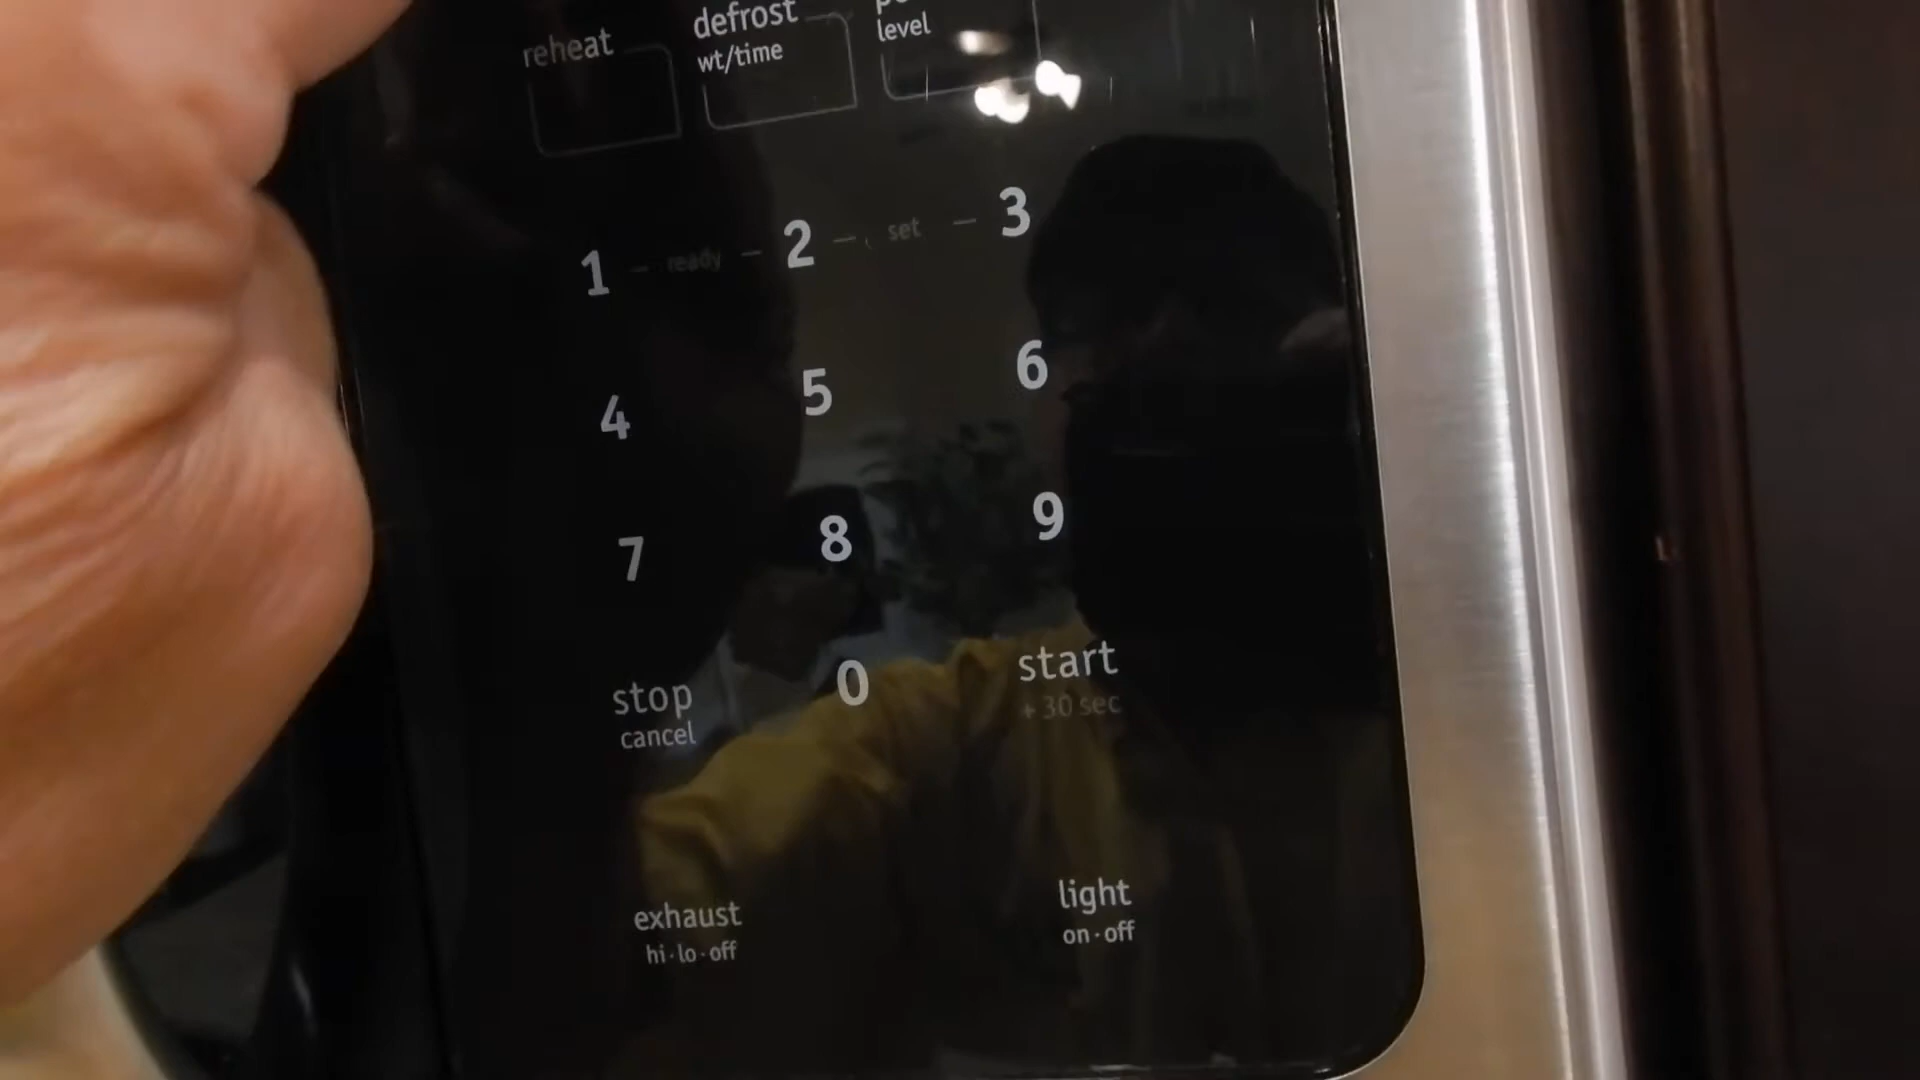 reheat
defrost
wt/time
level
1 - ready - 2 - set - 3
4 5 6
7 8 9
stop
cancel
0
start
+30 sec
exhaust
hi·lo·off
light
on·off